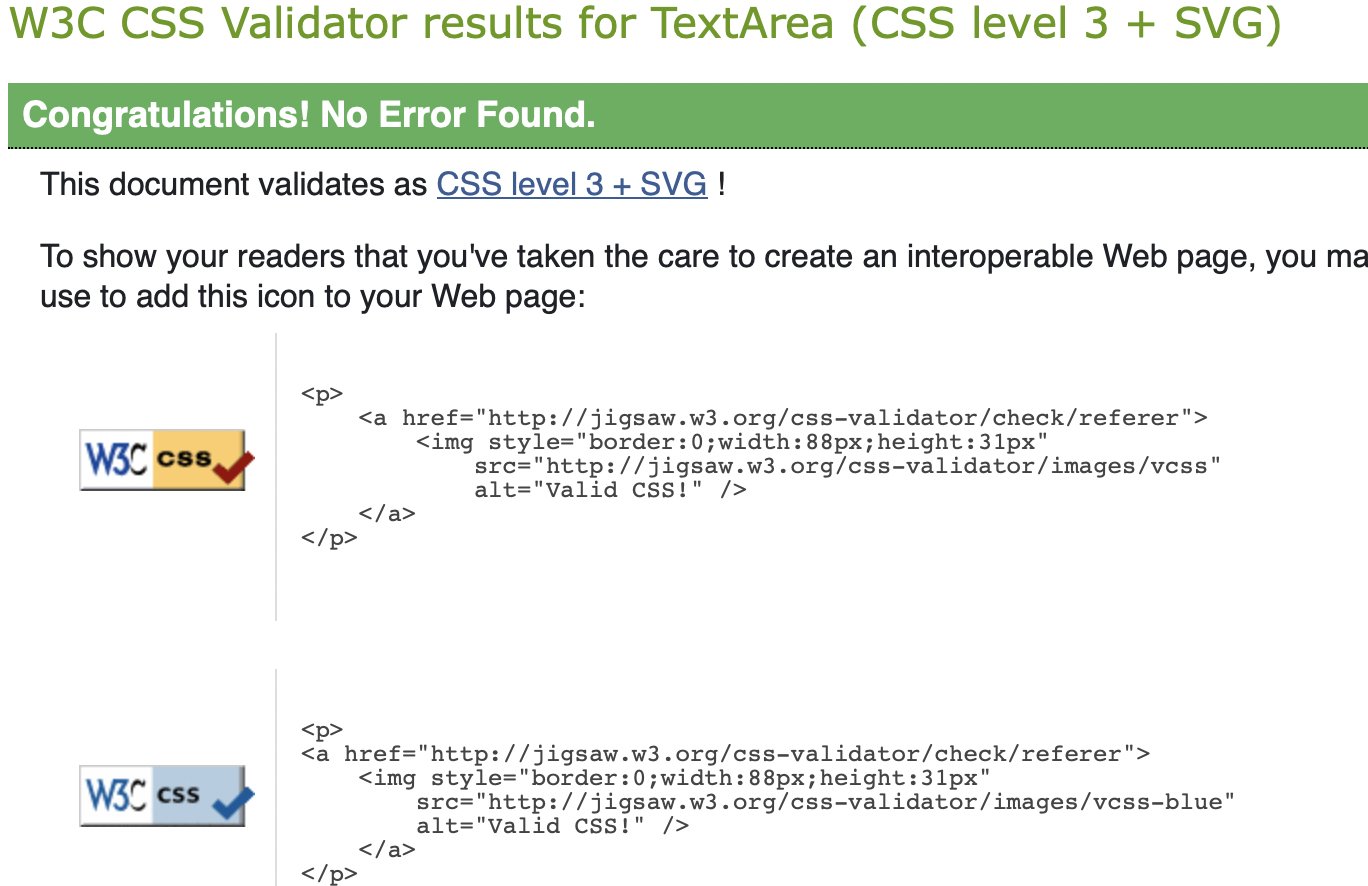 W3C CSS Validator results for TextArea (CSS level 3 + SVG)
Congratulations! No Error Found.
This document validates as CSS level 3 + SVG !
To show your readers that you've taken the care to create an interoperable Web page, you ma
use to add this icon to your Web page:
W3C css
<p>
<a href="http://jigsaw.w3.org/css-validator/check/referer">
<img style="border:0;width:88px;height:31px"
src="http://jigsaw.w3.org/css-validator/images/vcss"
alt="Valid CSS!" />
</a>
</p>
W3C css
<p>
<a href="http://jigsaw.w3.org/css-validator/check/referer">
<img style="border:0;width:88px;height:31px"
src="http://jigsaw.w3.org/css-validator/images/vcss-blue"
alt="Valid CSS!" />
</a>
</p>